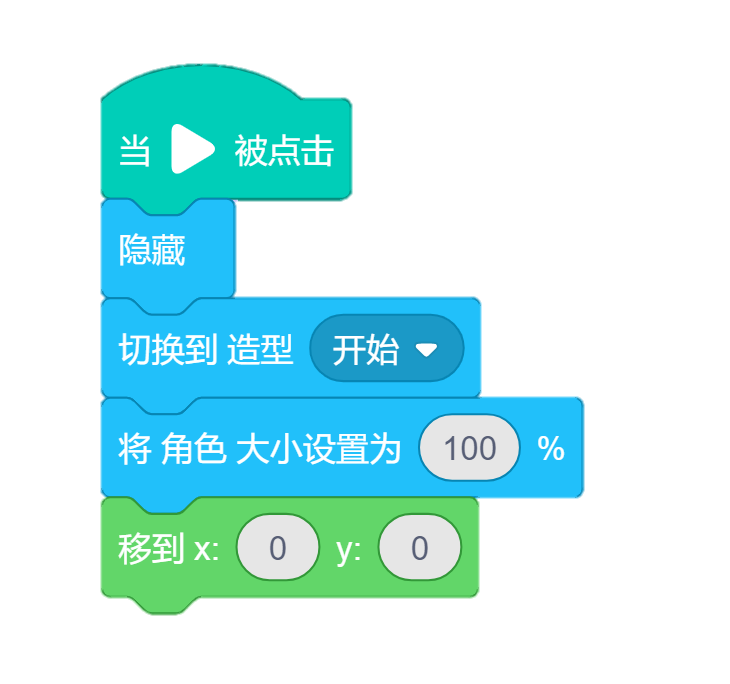 当 被点击
隐藏
切换到 造型 开始
将 角色 大小设置为 100 %
移到 x: 0 y: 0